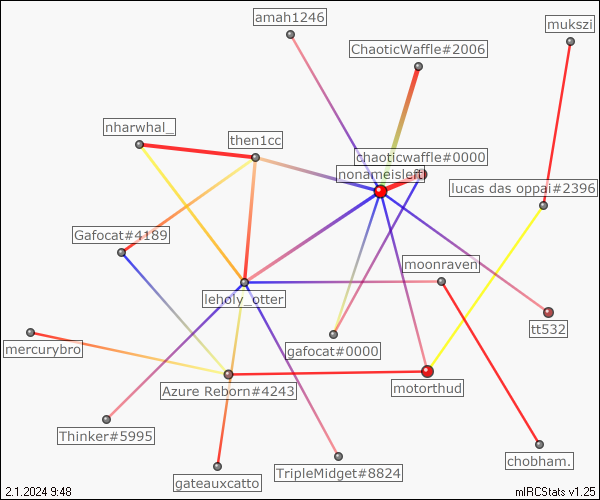 amah1246
mukszi
ChaoticWaffle#2006
nharwhal_
then1cc
chaoticwaffle#0000
nonameisleft!
lucas das oppai#2396
Gafocat#4189
moonraven
leholy_otter
tt532
mercurybro
gafocat#0000
Azure Reborn#4243
motorthud
Thinker#5995
chobham.
TripleMidget#8824
gateauxcatto
2.1.2024 9:48
mIRCStats v1.25